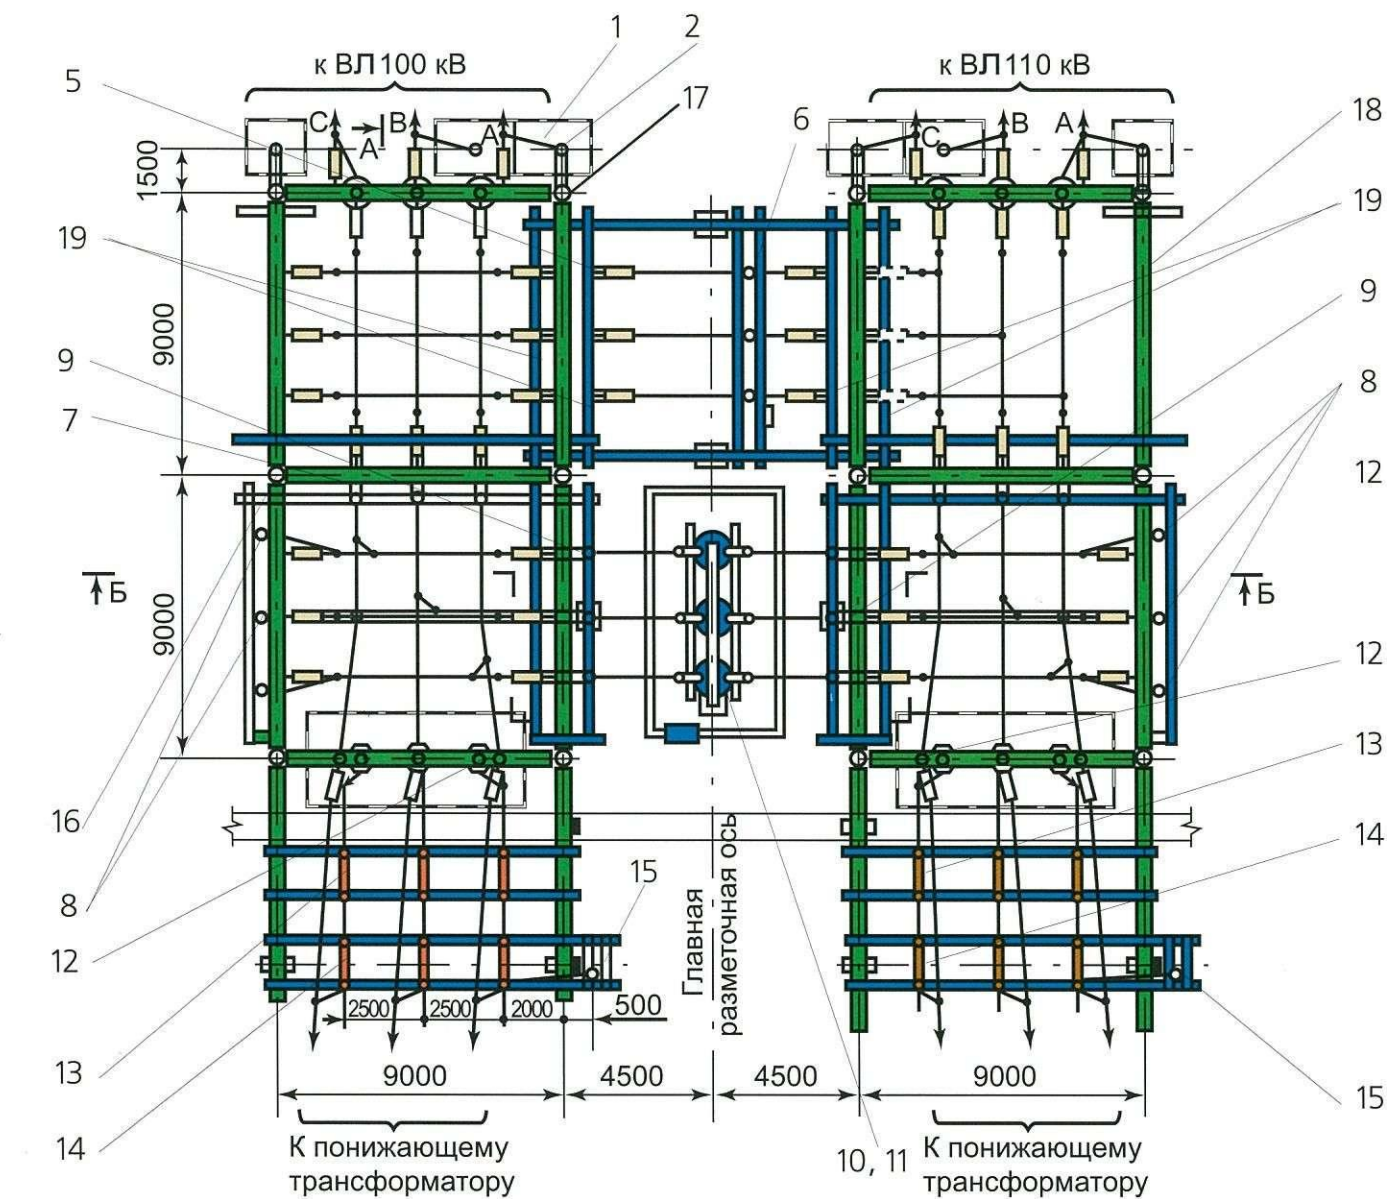 1
2
к ВЛ 100 кВ
к ВЛ 110 кВ
5
17
6
18
С
А
В
А
С
В
А
1500
19
19
9000
9
9
7
8
12
Б
Б
9000
12
13
16
14
8
15
12
Главная
разметочная ось
2500
2500
2000
500
13
9000
4500
4500
9000
15
14
К понижающему
трансформатору
10, 11
К понижающему
трансформатору